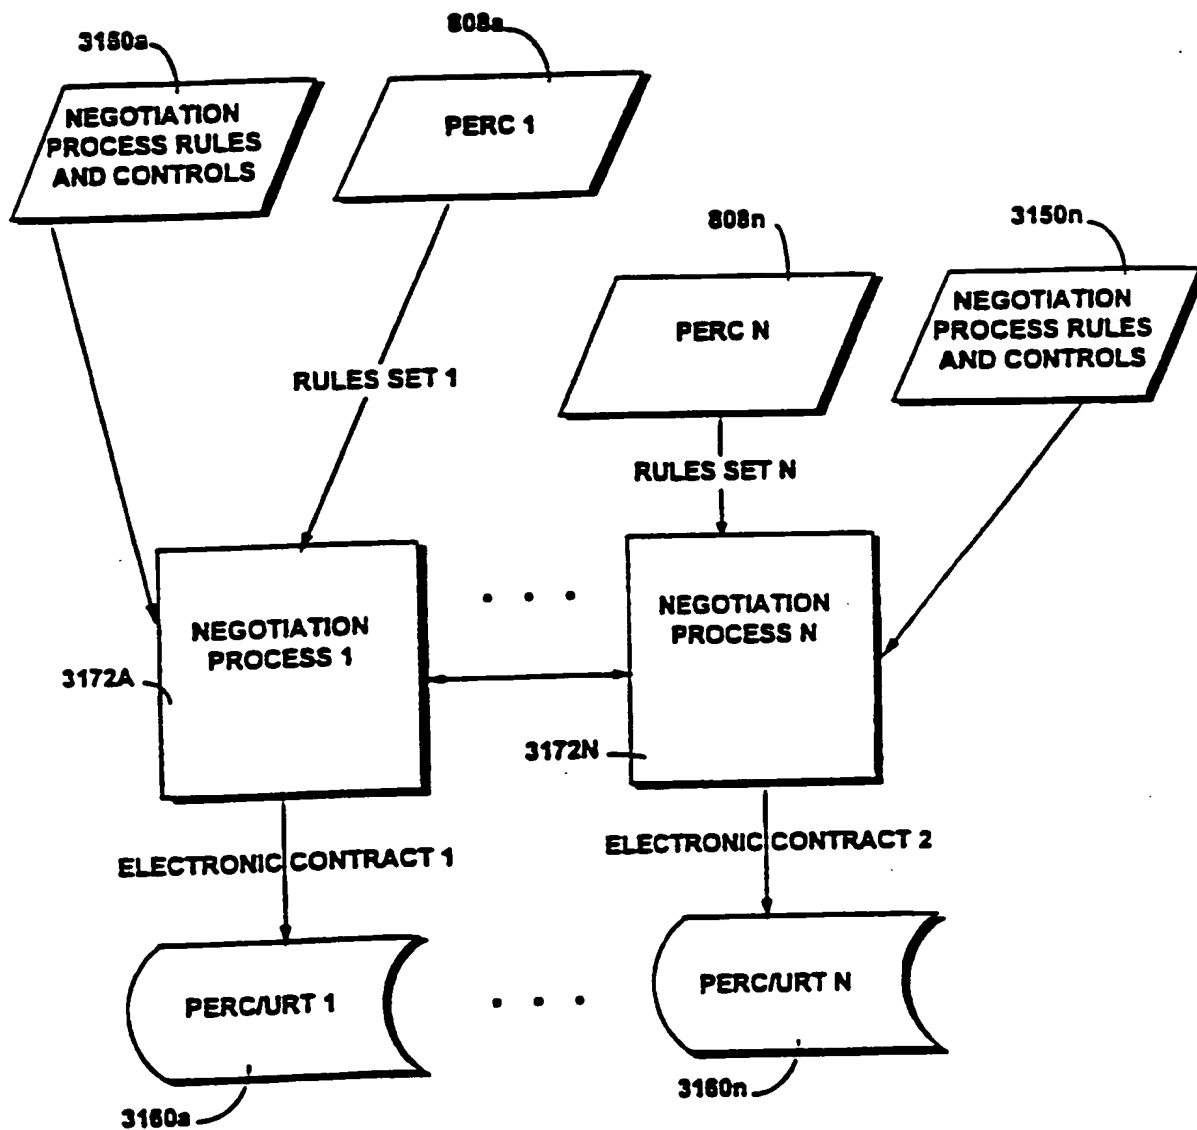 3150a
808a
NEGOTIATION
PROCESS RULES
AND CONTROLS
PERC 1
808n
3150n
PERC N
NEGOTIATION
PROCESS RULES
AND CONTROLS
RULES SET 1
RULES SET N
NEGOTIATION
PROCESS 1
. . .
NEGOTIATION
PROCESS N
3172A
3172N
ELECTRONIC CONTRACT 1
ELECTRONIC CONTRACT 2
PERC/URT 1
. . .
PERC/URT N
3160a
3160n